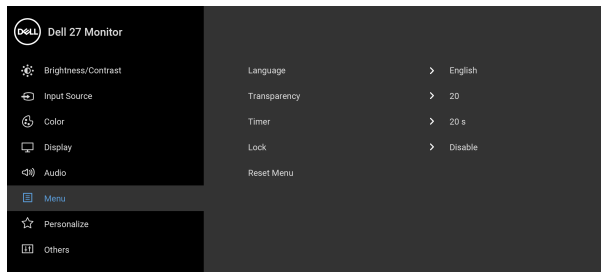 DELL Dell 27 Monitor
Brightness/Contrast
Input Source
Color
Display
Audio
Menu
Personalize
Others
Language > English
Transparency > 20
Timer > 20 s
Lock > Disable
Reset Menu